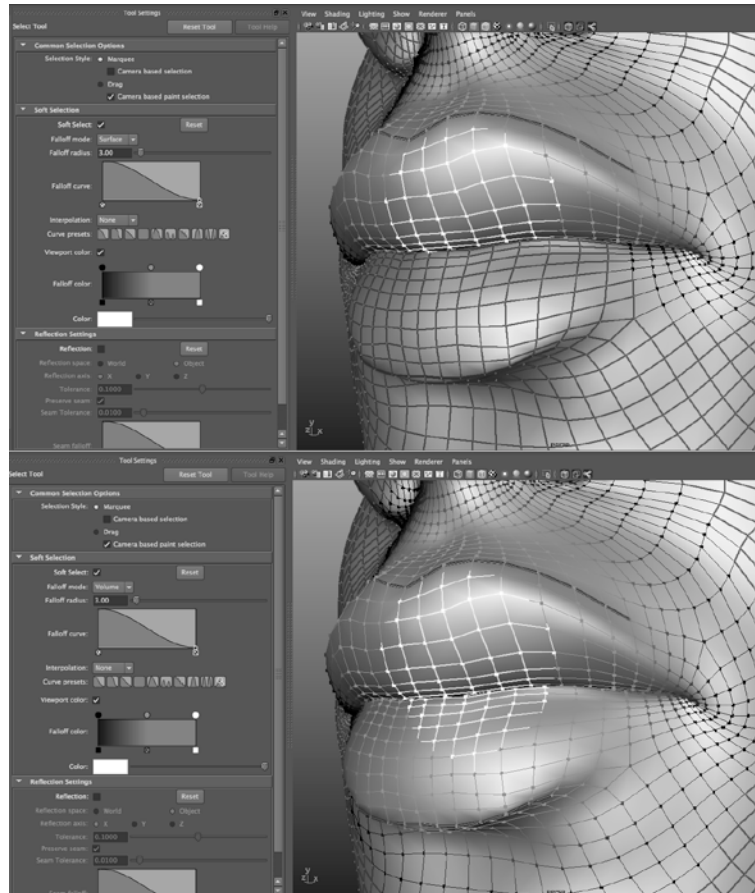 Tool Settings
Select Tool Reset Tool Tool Help
Common Selection Options
Selection Style: Marquee
Camera based selection
Drag
Camera based paint selection
Soft Selection
Soft Select: Reset
Falloff mode: Surface
Falloff radius: 3.00
Falloff curve:
Interpolation: None
Curve presets:
Viewport color:
Falloff color:
Color:
Reflection Settings
Reflection: Reset
Reflection space: World Object
Reflection axis: X Y Z
Tolerance: 0.1000
Preserve seam:
Seam Tolerance: 0.0100
Seam falloff
View Shading Lighting Show Renderer Panels
y
z x
persp
Tool Settings
Select Tool Reset Tool Tool Help
Common Selection Options
Selection Style: Marquee
Camera based selection
Drag
Camera based paint selection
Soft Selection
Soft Select: Reset
Falloff mode: Volume
Falloff radius: 3.00
Falloff curve:
Interpolation: None
Curve presets:
Viewport color:
Falloff color:
Color:
Reflection Settings
Reflection: Reset
Reflection space: World Object
Reflection axis: X Y Z
Tolerance: 0.1000
Preserve seam:
Seam Tolerance: 0.0100
View Shading Lighting Show Renderer Panels
y
z x